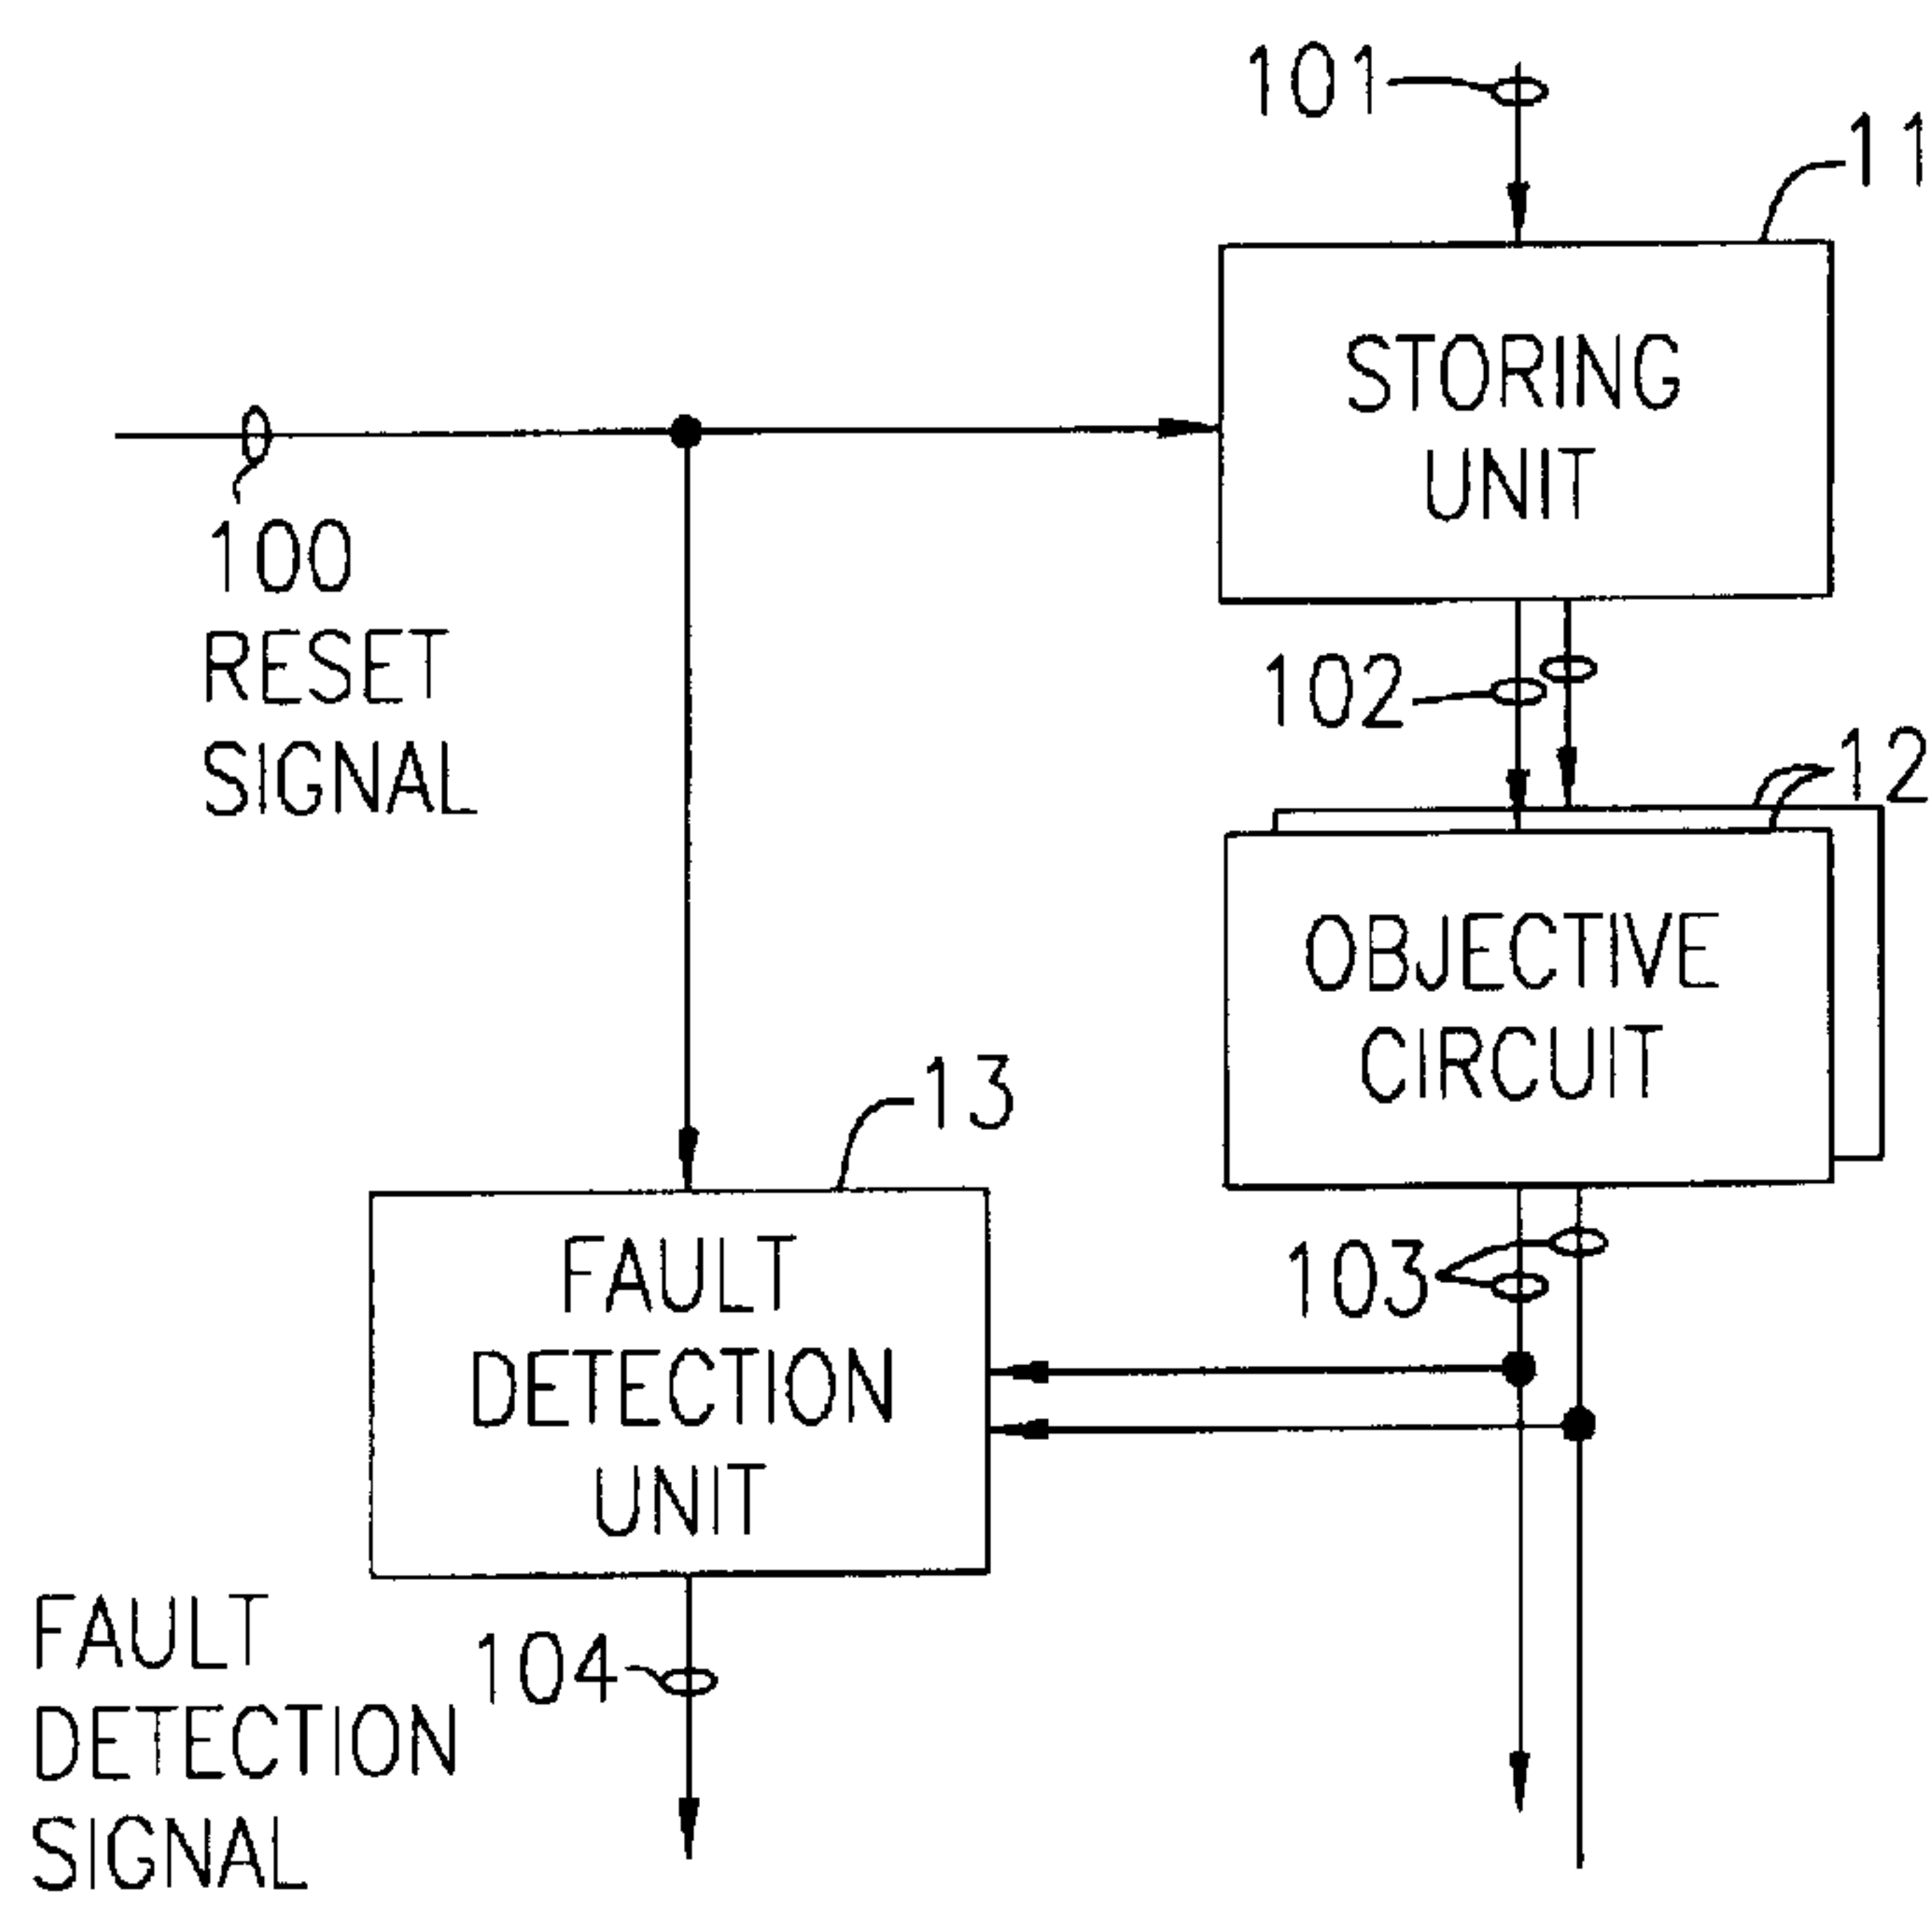 101
11
STORING
UNIT
100
RESET
SIGNAL
102
12
OBJECTIVE
CIRCUIT
13
FAULT
DETECTION
UNIT
103
104
FAULT
DETECTION
SIGNAL